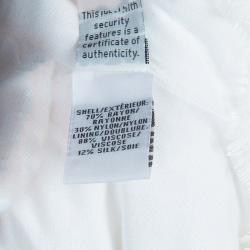 This label with
security
features is a
certificate of
authenticity.
SHELL/EXTÉRIEUR:
70% RAYON/
RAYONNE
30% NYLON/NYLON
LINING/DOUBLURE:
88% VISCOSE/
VISCOSE
12% SILK/SOIE